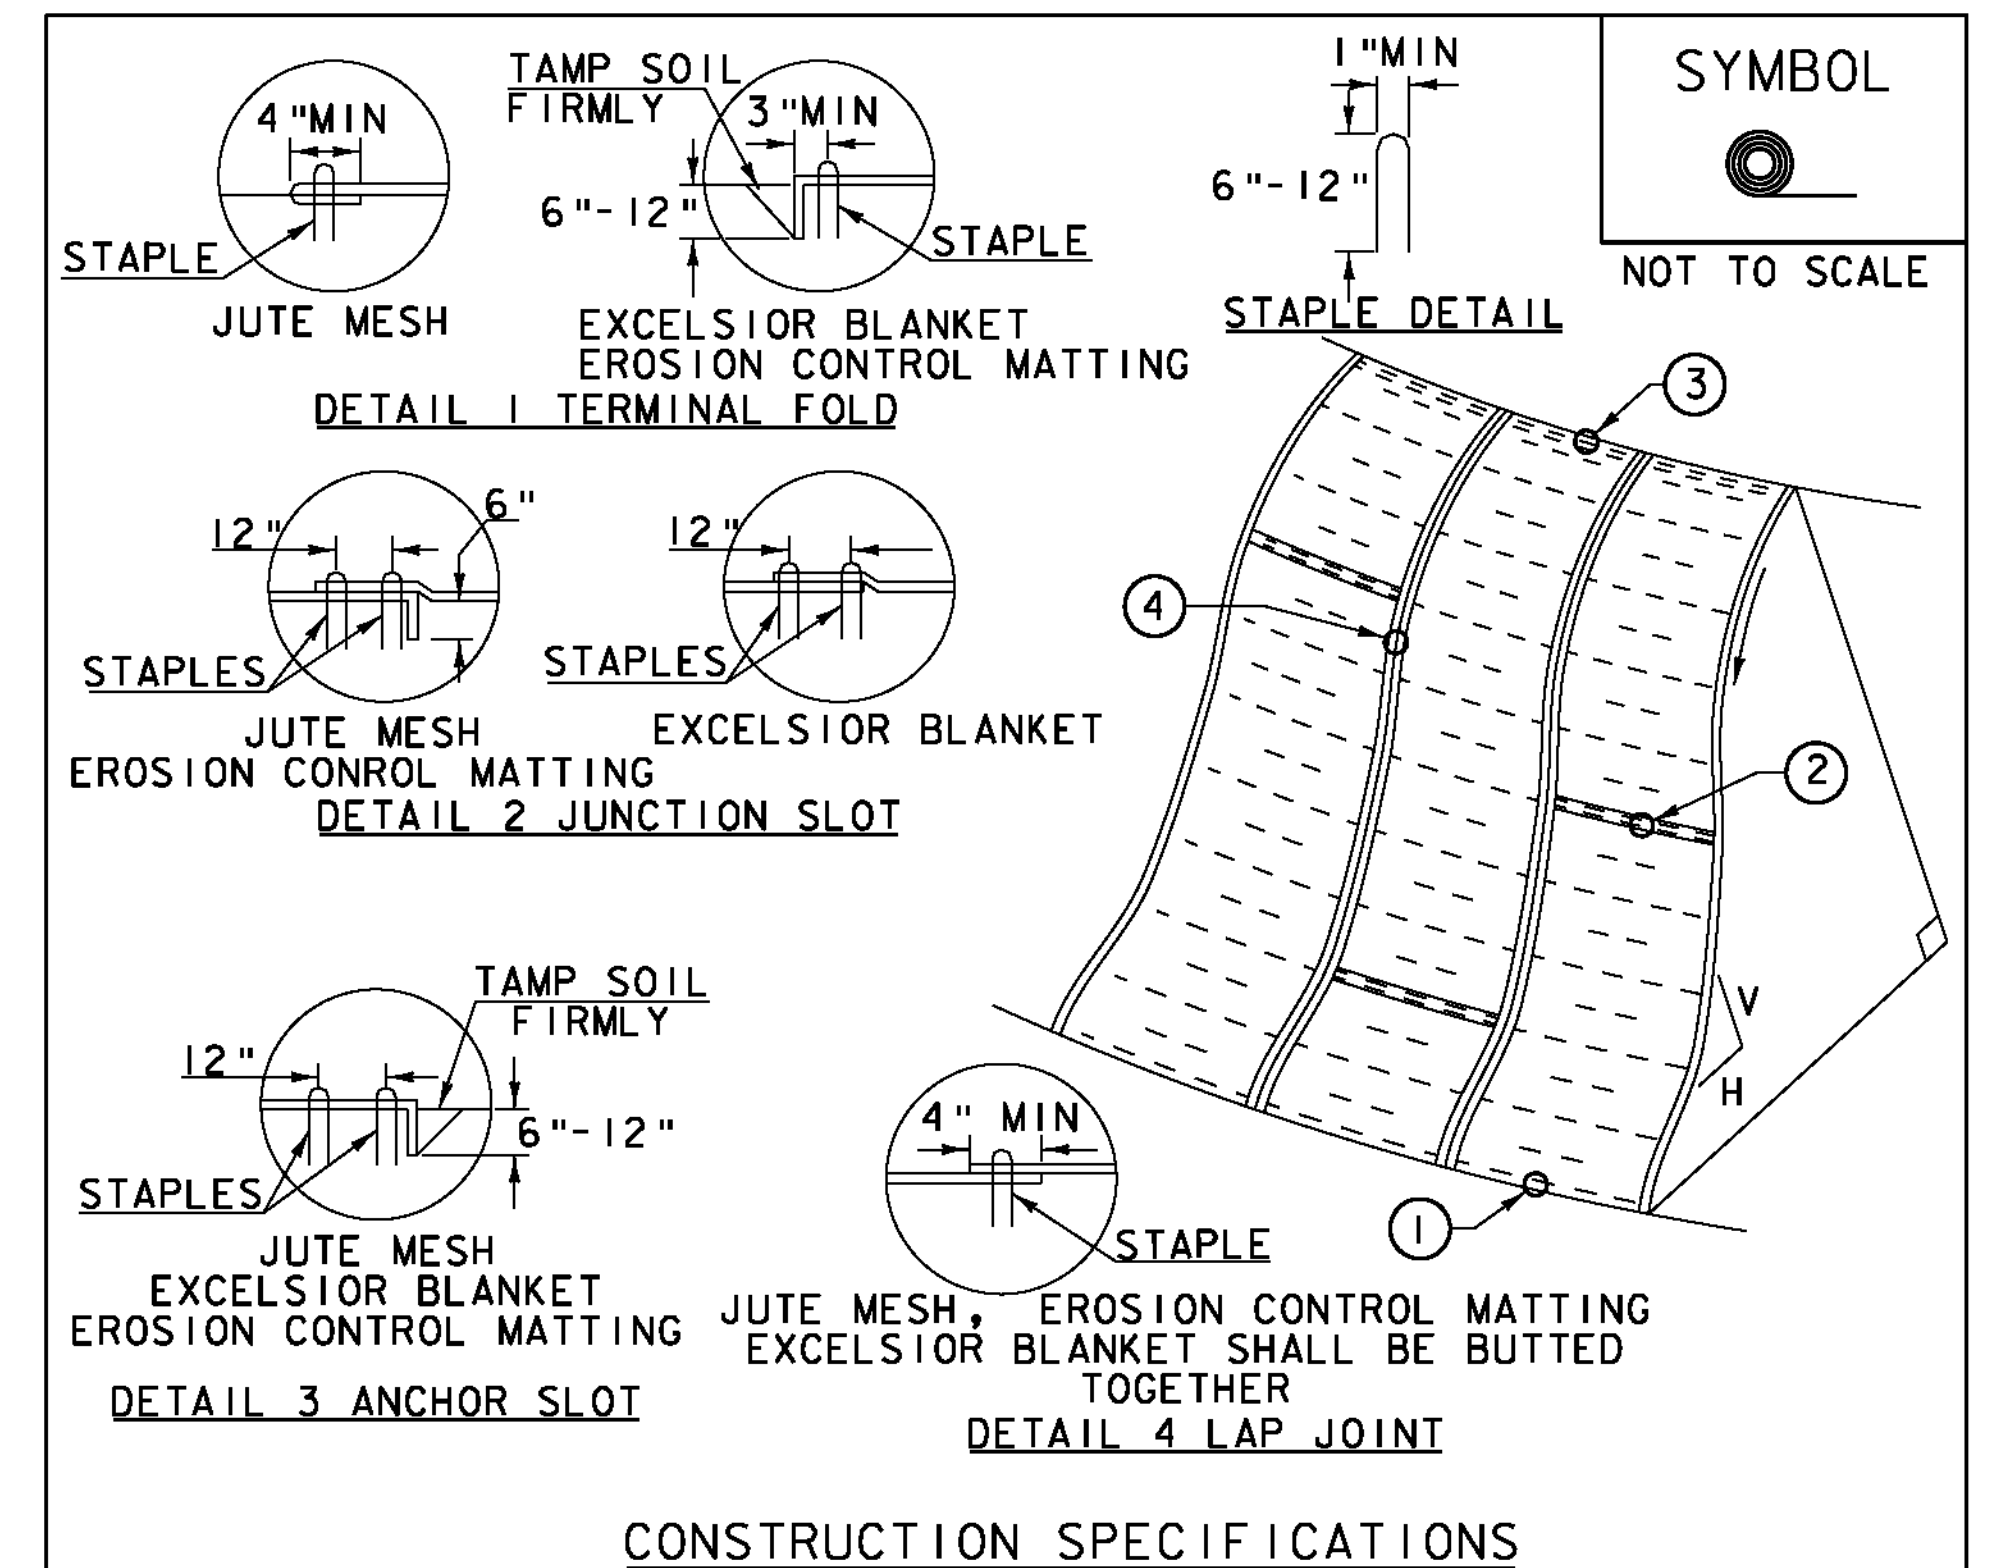 TAMP SOIL
FIRMLY
4"MIN
3"MIN
6"-12"
STAPLE
STAPLE
JUTE MESH
EXCELSIOR BLANKET
EROSION CONTROL MATTING
DETAIL 1 TERMINAL FOLD
1"MIN
6"-12"
STAPLE DETAIL
SYMBOL
NOT TO SCALE
12"
6"
STAPLES
JUTE MESH
EROSION CONROL MATTING
12"
STAPLES
EXCELSIOR BLANKET
DETAIL 2 JUNCTION SLOT
3
4
2
V
H
1
TAMP SOIL
FIRMLY
12"
6"-12"
STAPLES
JUTE MESH
EXCELSIOR BLANKET
EROSION CONTROL MATTING
DETAIL 3 ANCHOR SLOT
4" MIN
STAPLE
JUTE MESH, EROSION CONTROL MATTING
EXCELSIOR BLANKET SHALL BE BUTTED
TOGETHER
DETAIL 4 LAP JOINT
CONSTRUCTION SPECIFICATIONS